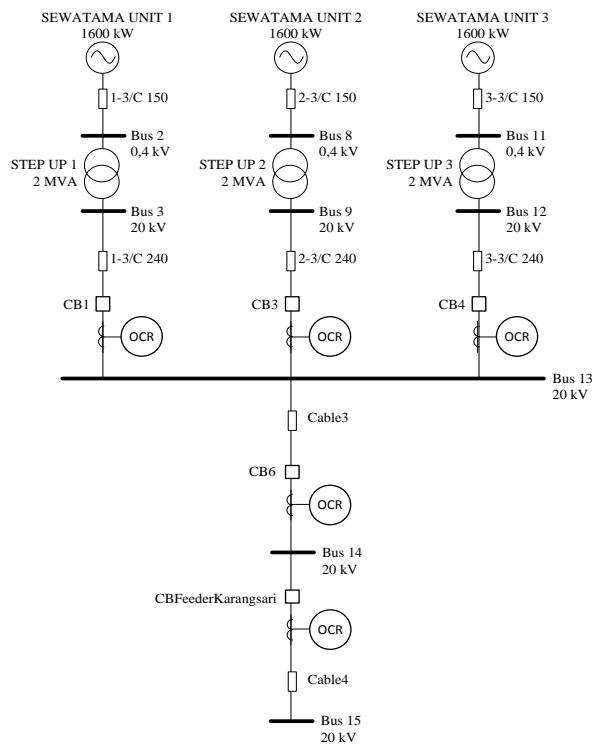 SEWATAMA UNIT 1
1600 kW
SEWATAMA UNIT 2
1600 kW
SEWATAMA UNIT 3
1600 kW
1-3/C 150
2-3/C 150
3-3/C 150
Bus 2
0,4 kV
Bus 8
0,4 kV
Bus 11
0,4 kV
STEP UP 1
2 MVA
STEP UP 2
2 MVA
STEP UP 3
2 MVA
Bus 3
20 kV
Bus 9
20 kV
Bus 12
20 kV
1-3/C 240
2-3/C 240
3-3/C 240
CB1
CB3
CB4
OCR
OCR
OCR
Bus 13
20 kV
Cable3
CB6
OCR
Bus 14
20 kV
CBFeederKarangsari
OCR
Cable4
Bus 15
20 kV